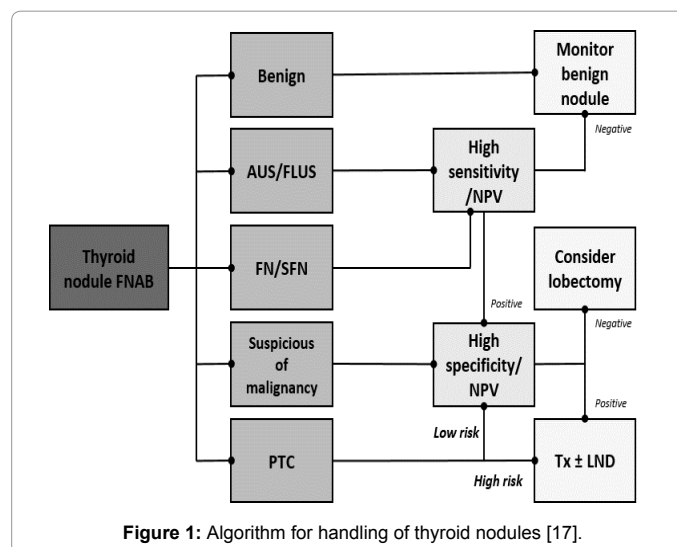 Thyroid
nodule FNAB
Benign
AUS/FLUS
FN/SFN
Suspicious
of
malignancy
PTC
High
sensitivity
/NPV
Positive
High
specificity/
NPV
Low risk
High risk
Monitor
benign
nodule
Negative
Consider
lobectomy
Negative
Positive
Tx ± LND
Figure 1: Algorithm for handling of thyroid nodules [17].